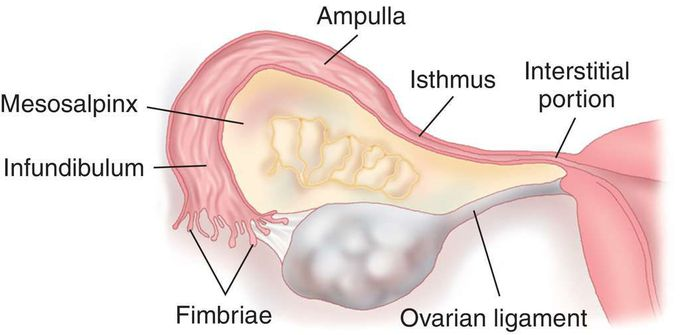 Ampulla
Isthmus
Interstitial
portion
Mesosalpinx
Infundibulum
Fimbriae
Ovarian ligament